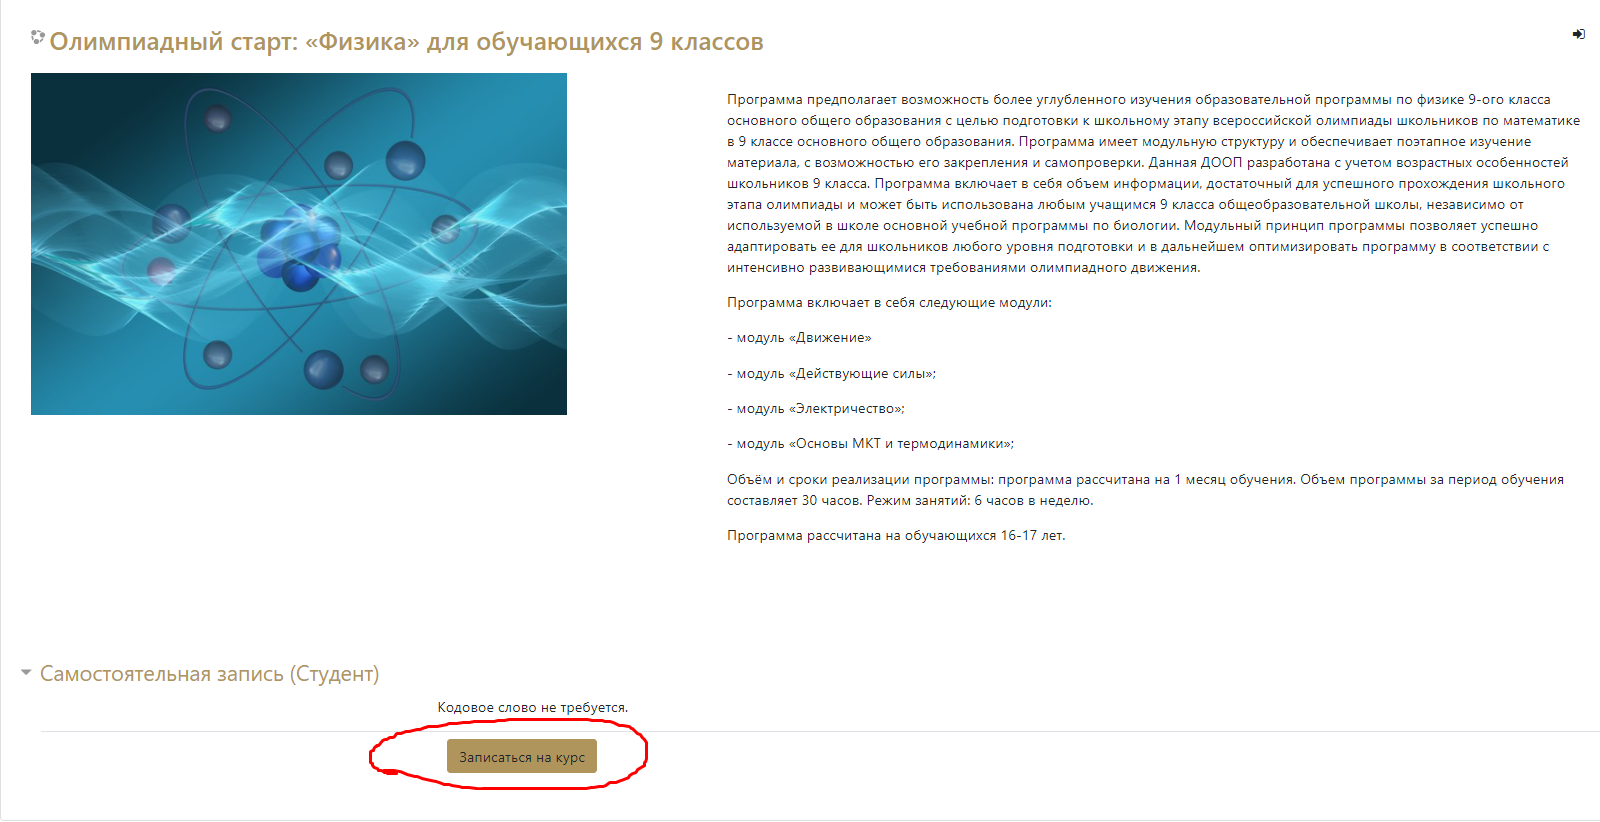 Олимпиадный старт: «Физика» для обучающихся 9 классов
Программа предполагает возможность более углубленного изучения образовательной программы по физике 9-ого класса
основного общего образования с целью подготовки к школьному этапу всероссийской олимпиады школьников по математике
в 9 классе основного общего образования. Программа имеет модульную структуру и обеспечивает поэтапное изучение
материала, с возможностью его закрепления и самопроверки. Данная ДООП разработана с учетом возрастных особенностей
школьников 9 класса. Программа включает в себя объем информации, достаточный для успешного прохождения школьного
этапа олимпиады и может быть использована любым учащимся 9 класса общеобразовательной школы, независимо от
используемой в школе основной учебной программы по биологии. Модульный принцип программы позволяет успешно
адаптировать ее для школьников любого уровня подготовки и в дальнейшем оптимизировать программу в соответствии с
интенсивно развивающимися требованиями олимпиадного движения.
Программа включает в себя следующие модули:
- модуль «Движение»
- модуль «Действующие силы»;
- модуль «Электричество»;
- модуль «Основы МКТ и термодинамики»;
Объём и сроки реализации программы: программа рассчитана на 1 месяц обучения. Объем программы за период обучения
составляет 30 часов. Режим занятий: 6 часов в неделю.
Программа рассчитана на обучающихся 16-17 лет.
Самостоятельная запись (Студент)
Кодовое слово не требуется.
Записаться на курс